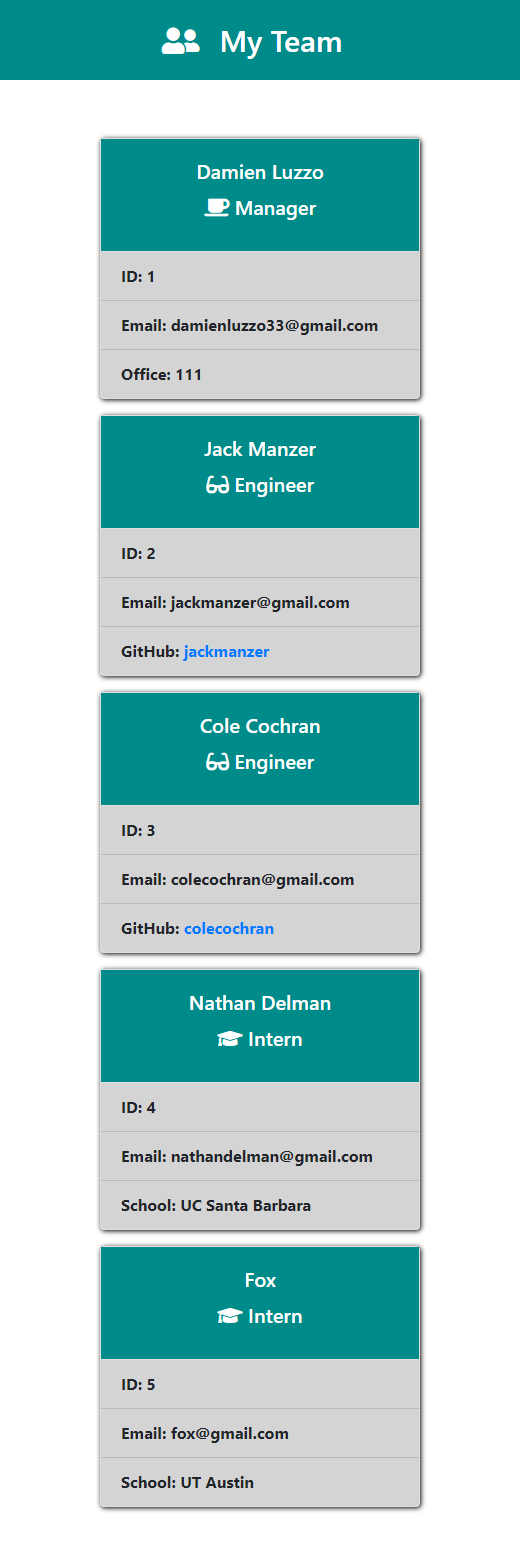 My Team
Damien Luzzo
Manager
ID: 1
Email: damienluzzo33@gmail.com
Office: 111
Jack Manzer
Engineer
ID: 2
Email: jackmanzer@gmail.com
GitHub: jackmanzer
Cole Cochran
Engineer
ID: 3
Email: colecochran@gmail.com
GitHub: colecochran
Nathan Delman
Intern
ID: 4
Email: nathandelman@gmail.com
School: UC Santa Barbara
Fox
Intern
ID: 5
Email: fox@gmail.com
School: UT Austin